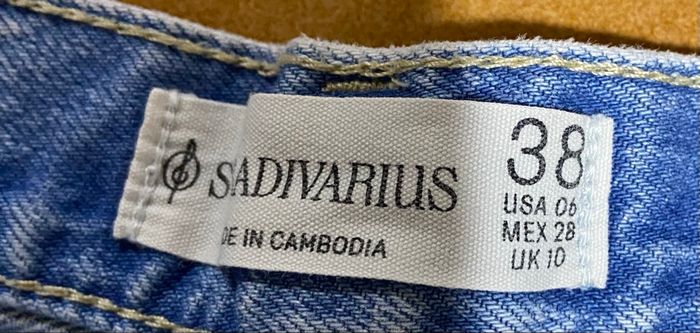 SADIVARIUS
DE IN CAMBODIA
38
USA 06
MEX 28
UK 10